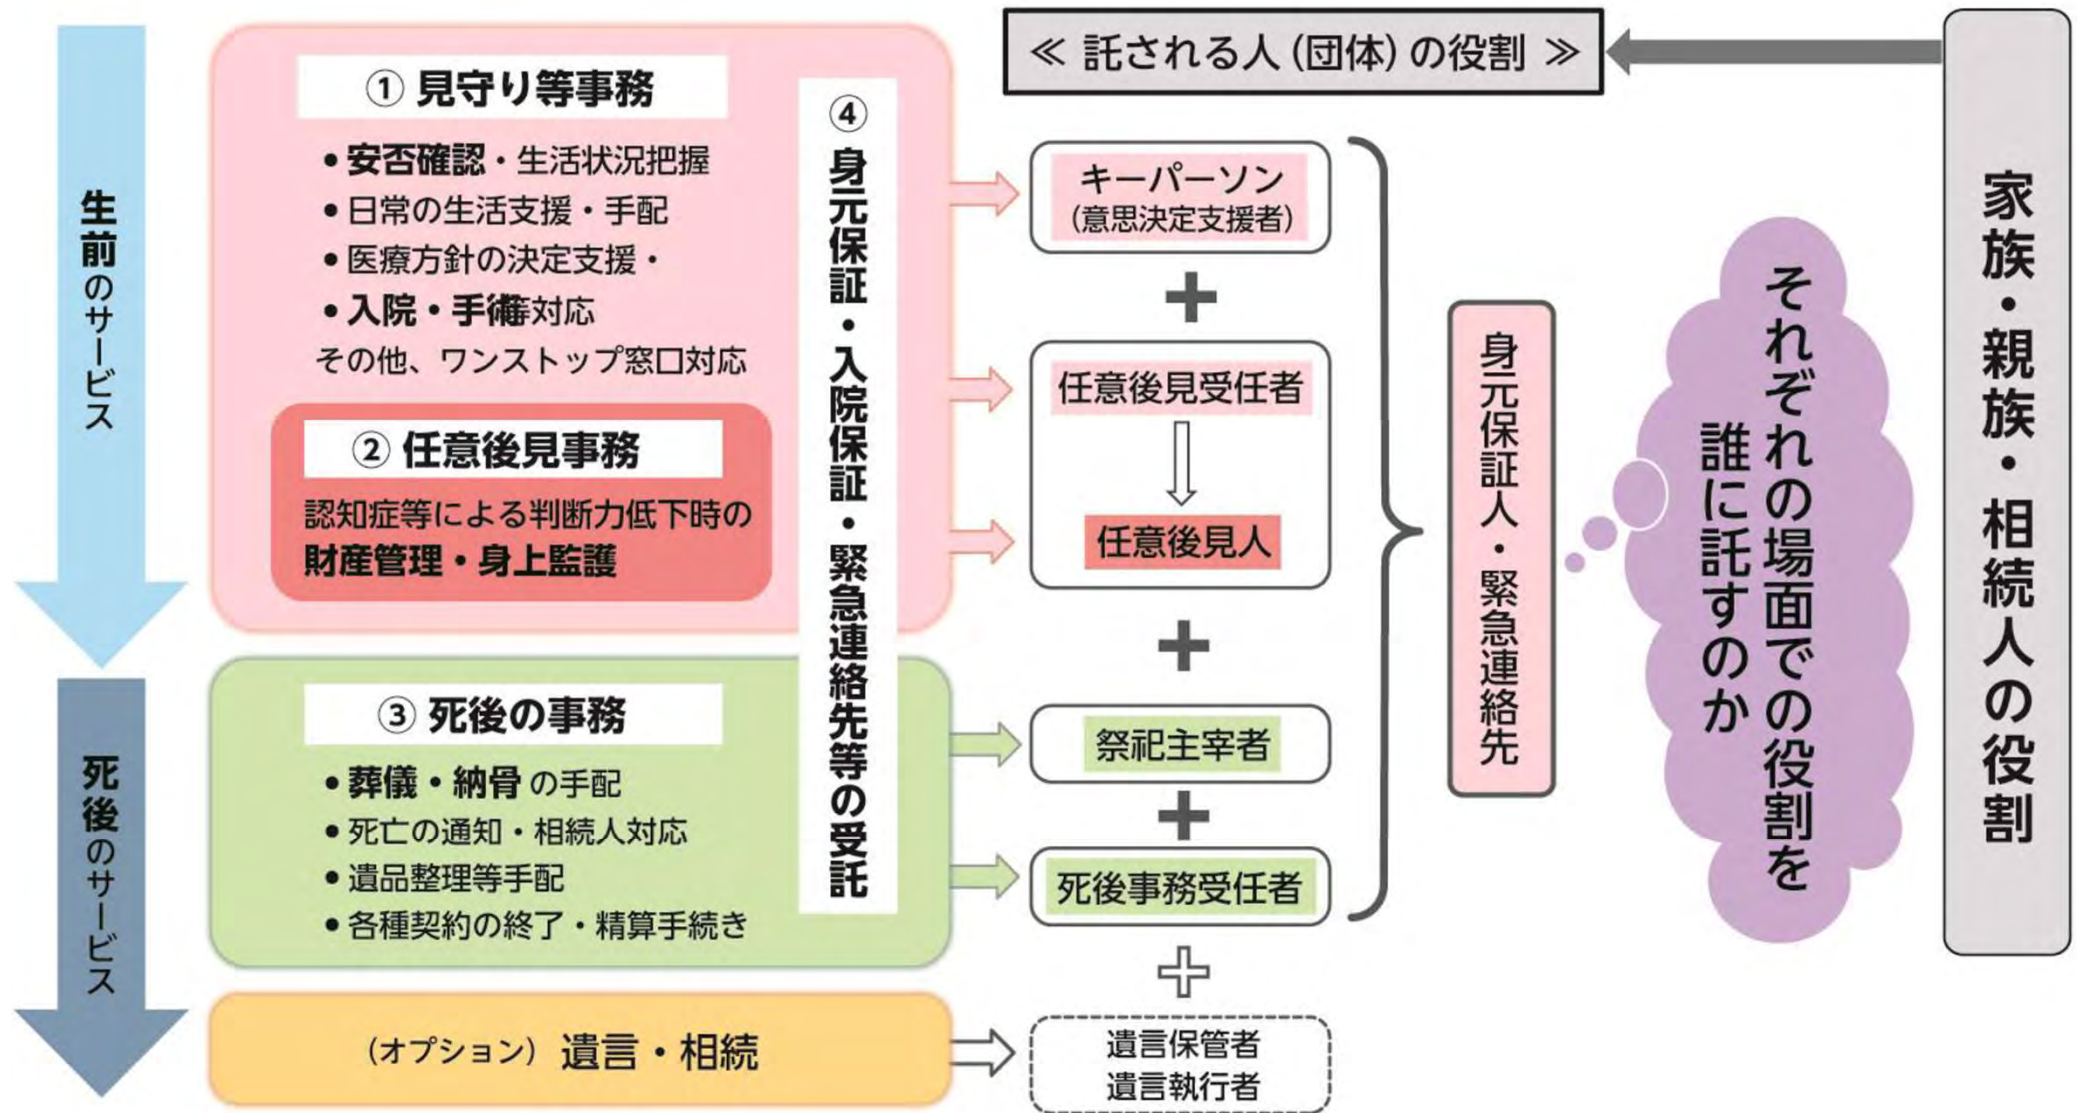 生前のサービス
死後のサービス
① 見守り等事務
• 安否確認・生活状況把握
• 日常の生活支援・手配
• 医療方針の決定支援・
• 入院・手術等対応
その他、ワンストップ窓口対応
② 任意後見事務
認知症等による判断力低下時の
財産管理・身上監護
③ 死後の事務
• 葬儀・納骨 の手配
• 死亡の通知・相続人対応
• 遺品整理等手配
• 各種契約の終了・精算手続き
(オプション) 遺言・相続
④ 身元保証・入院保証・緊急連絡先等の受託
≪ 託される人(団体)の役割 ≫
キーパーソン
(意思決定支援者)
+
任意後見受任者
任意後見人
+
祭祀主宰者
+
死後事務受任者
+
遺言保管者
遺言執行者
身元保証人・緊急連絡先
それぞれの場面での役割を
誰に託すのか
家族・親族・相続人の役割